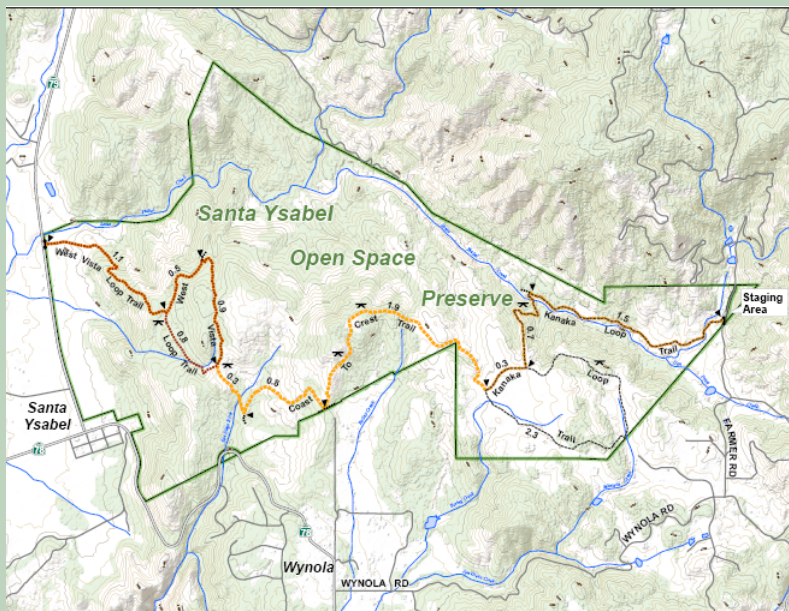 79
Santa Ysabel
Open Space
Preserve
West Vista
Loop Trail
1.1
0.5
West
Vista
0.9
0.8
Loop Trail
0.3
0.8
Coast
To
Crest
Trail
1.9
Kanaka
0.3
0.7
Loop
Trail
2.3
Kanaka
Loop
Trail
1.5
Staging
Area
Santa
Ysabel
78
78
Wynola
WYNOLA RD
WYNOLA RD
FARMER RD